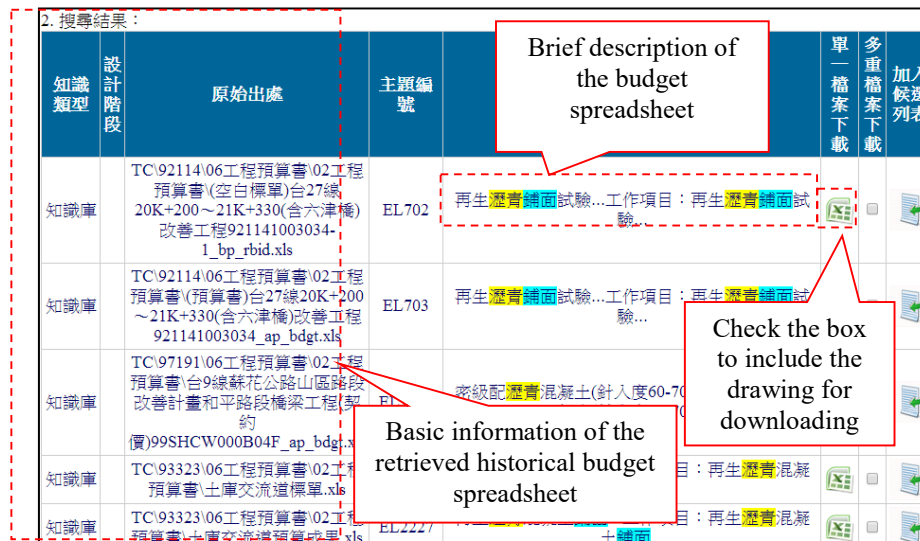 2. 搜尋結果：
知識
類型
設
計
階
段
原始出處
主題編
號
單
一
檔
案
下
載
多
重
檔
案
下
載
加入
候選
列表
Brief description of
the budget
spreadsheet
知識庫
TC\92114\06工程預算書\02工程
預算書\(空白標單)台27線
20K+200～21K+330(含六津橋)
改善工程921141003034-
1_bp_rbid.xls
EL702
再生瀝青鋪面試驗...工作項目：再生瀝青鋪面試
驗...
知識庫
TC\92114\06工程預算書\02工程
預算書\(預算書)台27線20K+200
～21K+330(含六津橋)改善工程
921141003034_ap_bdgt.xls
EL703
再生瀝青鋪面試驗...工作項目：再生瀝青鋪面試
驗...
Check the box
to include the
drawing for
downloading
知識庫
TC\97191\06工程預算書\02工程
預算書\台9線蘇花公路山區路段
改善計畫和平路段橋梁工程(契
約
價)99SHCW000B04F_ap_bdgt.x
密級配瀝青混凝土(針入度60-70
Basic information of the
retrieved historical budget
spreadsheet
知識庫
TC\93323\06工程預算書\02工程
預算書\土庫交流道標單.xls
目：再生瀝青混凝
知識庫
TC\93323\06工程預算書\02工程
預算書\土庫交流道預算成果.xls
EL2227
目：再生瀝青混凝
土鋪面